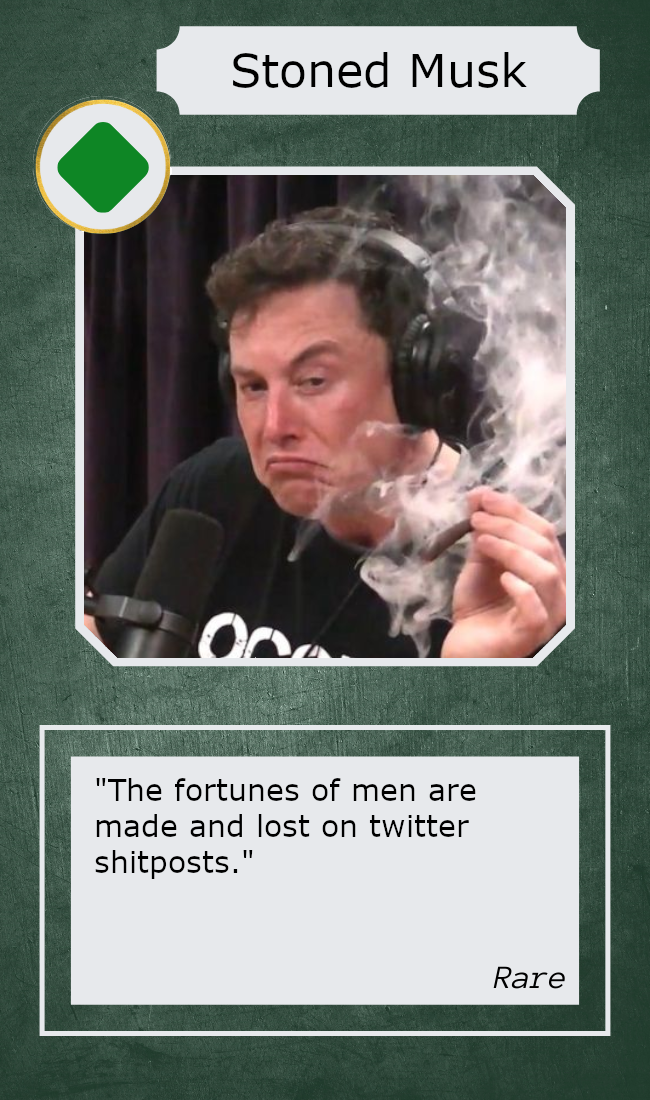 Stoned Musk
"The fortunes of men are
made and lost on twitter
shitposts."
Rare